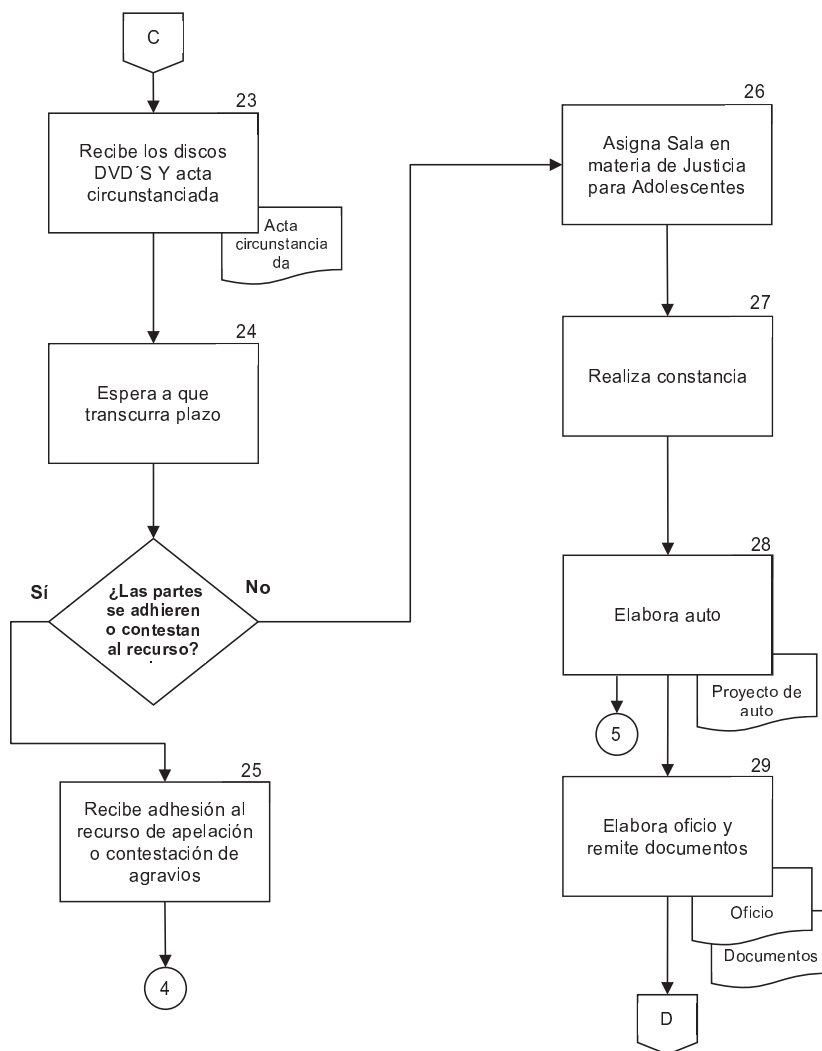 C
23
Recibe los discos
DVD´S Y acta
circunstanciada
Acta
circunstancia
da
24
Espera a que
transcurra plazo
Sí
No
¿Las partes
se adhieren
o contestan
al recurso?
.
25
Recibe adhesión al
recurso de apelación
o contestación de
agravios
4
26
Asigna Sala en
materia de Justicia
para Adolescentes
27
Realiza constancia
28
Elabora auto
Proyecto de
auto
5
29
Elabora oficio y
remite documentos
Oficio
Documentos
D